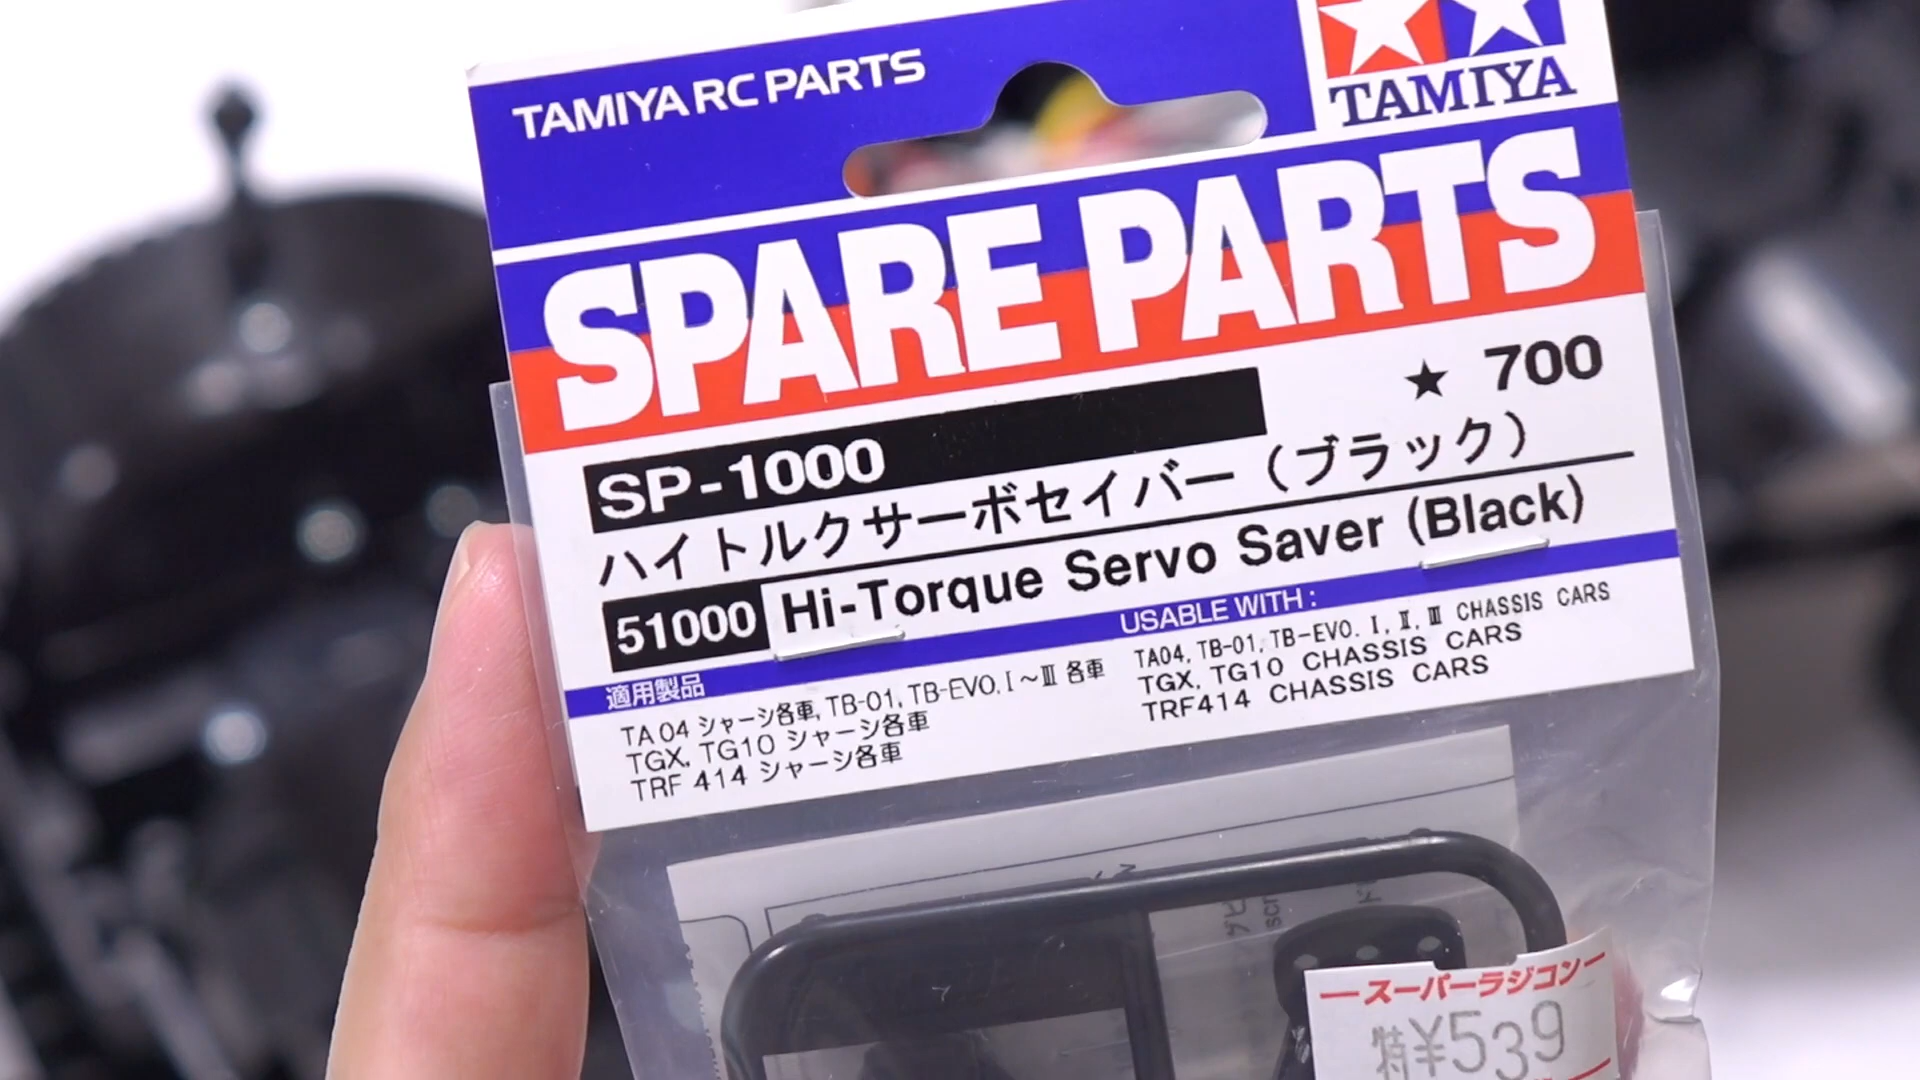 TAMIYA RC PARTS
TAMIYA
SPARE PARTS
★ 700
SP-1000
ハイトルクサーボセイバー（ブラック）
51000 Hi-Torque Servo Saver (Black)
適用製品
TA04 シャーシ各車, TB-01, TB-EVO. I～Ⅲ 各車
TGX, TG10 シャーシ各車
TRF 414 シャーシ各車
USABLE WITH :
TA04, TB-01, TB-EVO. I, Ⅱ, Ⅲ CHASSIS CARS
TGX, TG10 CHASSIS CARS
TRF414 CHASSIS CARS
スーパーラジコン
特¥539